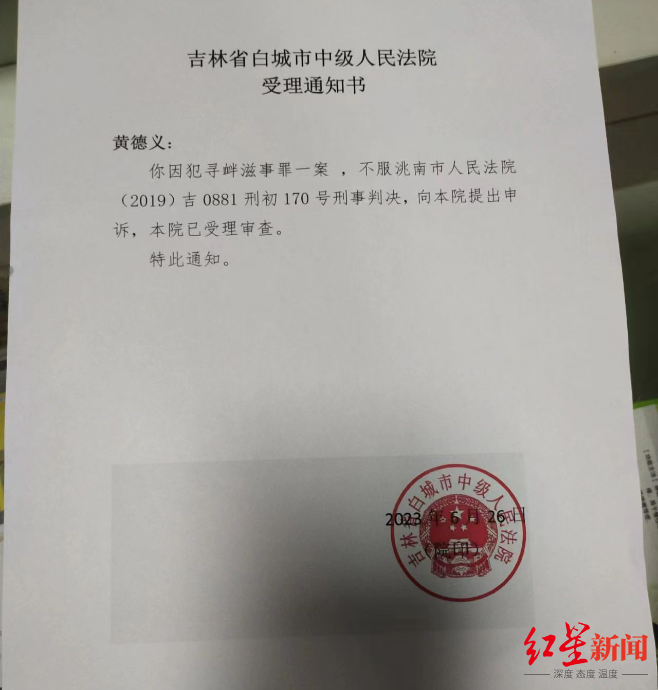 吉林省白城市中级人民法院
受理通知书
黄德义：
你因犯寻衅滋事罪一案 ，不服洮南市人民法院
（2019）吉 0881 刑初 170 号刑事判决，向本院提出申
诉，本院已受理审查。
特此通知。
吉林省白城市中级人民法院
2023 年 6 月 26 日
（院印）
红星新闻
深度 态度 温度